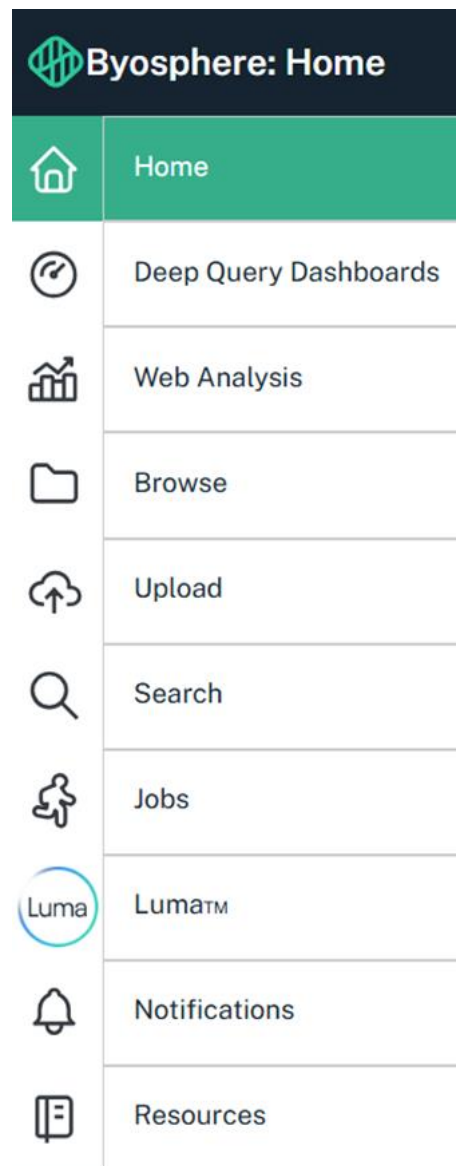 Byosphere: Home
Home
Deep Query Dashboards
Web Analysis
Browse
Upload
Search
Jobs
Luma Luma™
Notifications
Resources